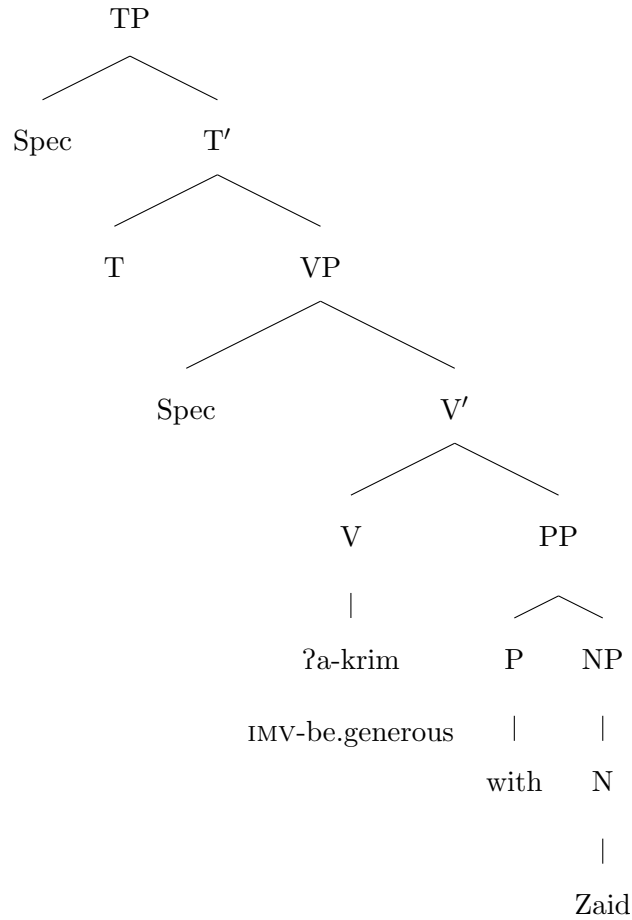 TP
Spec T′
T VP
Spec V′
V PP
ʔa-krim P NP
IMV-be.generous
with N
Zaid